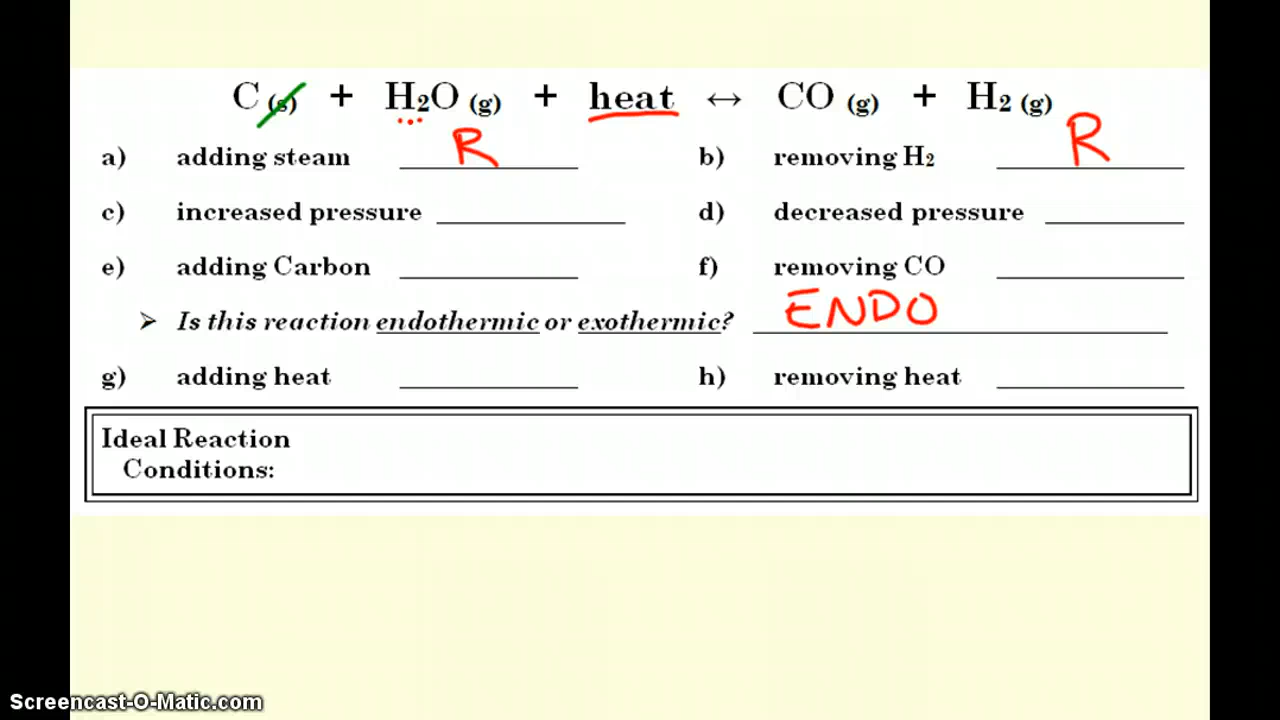 C (s) + H₂O (g) + heat ↔ CO (g) + H₂ (g)
a) adding steam R b) removing H₂ R
c) increased pressure d) decreased pressure
e) adding Carbon f) removing CO
➢ Is this reaction endothermic or exothermic? ENDO
g) adding heat h) removing heat
Ideal Reaction
Conditions:
Screencast-O-Matic.com